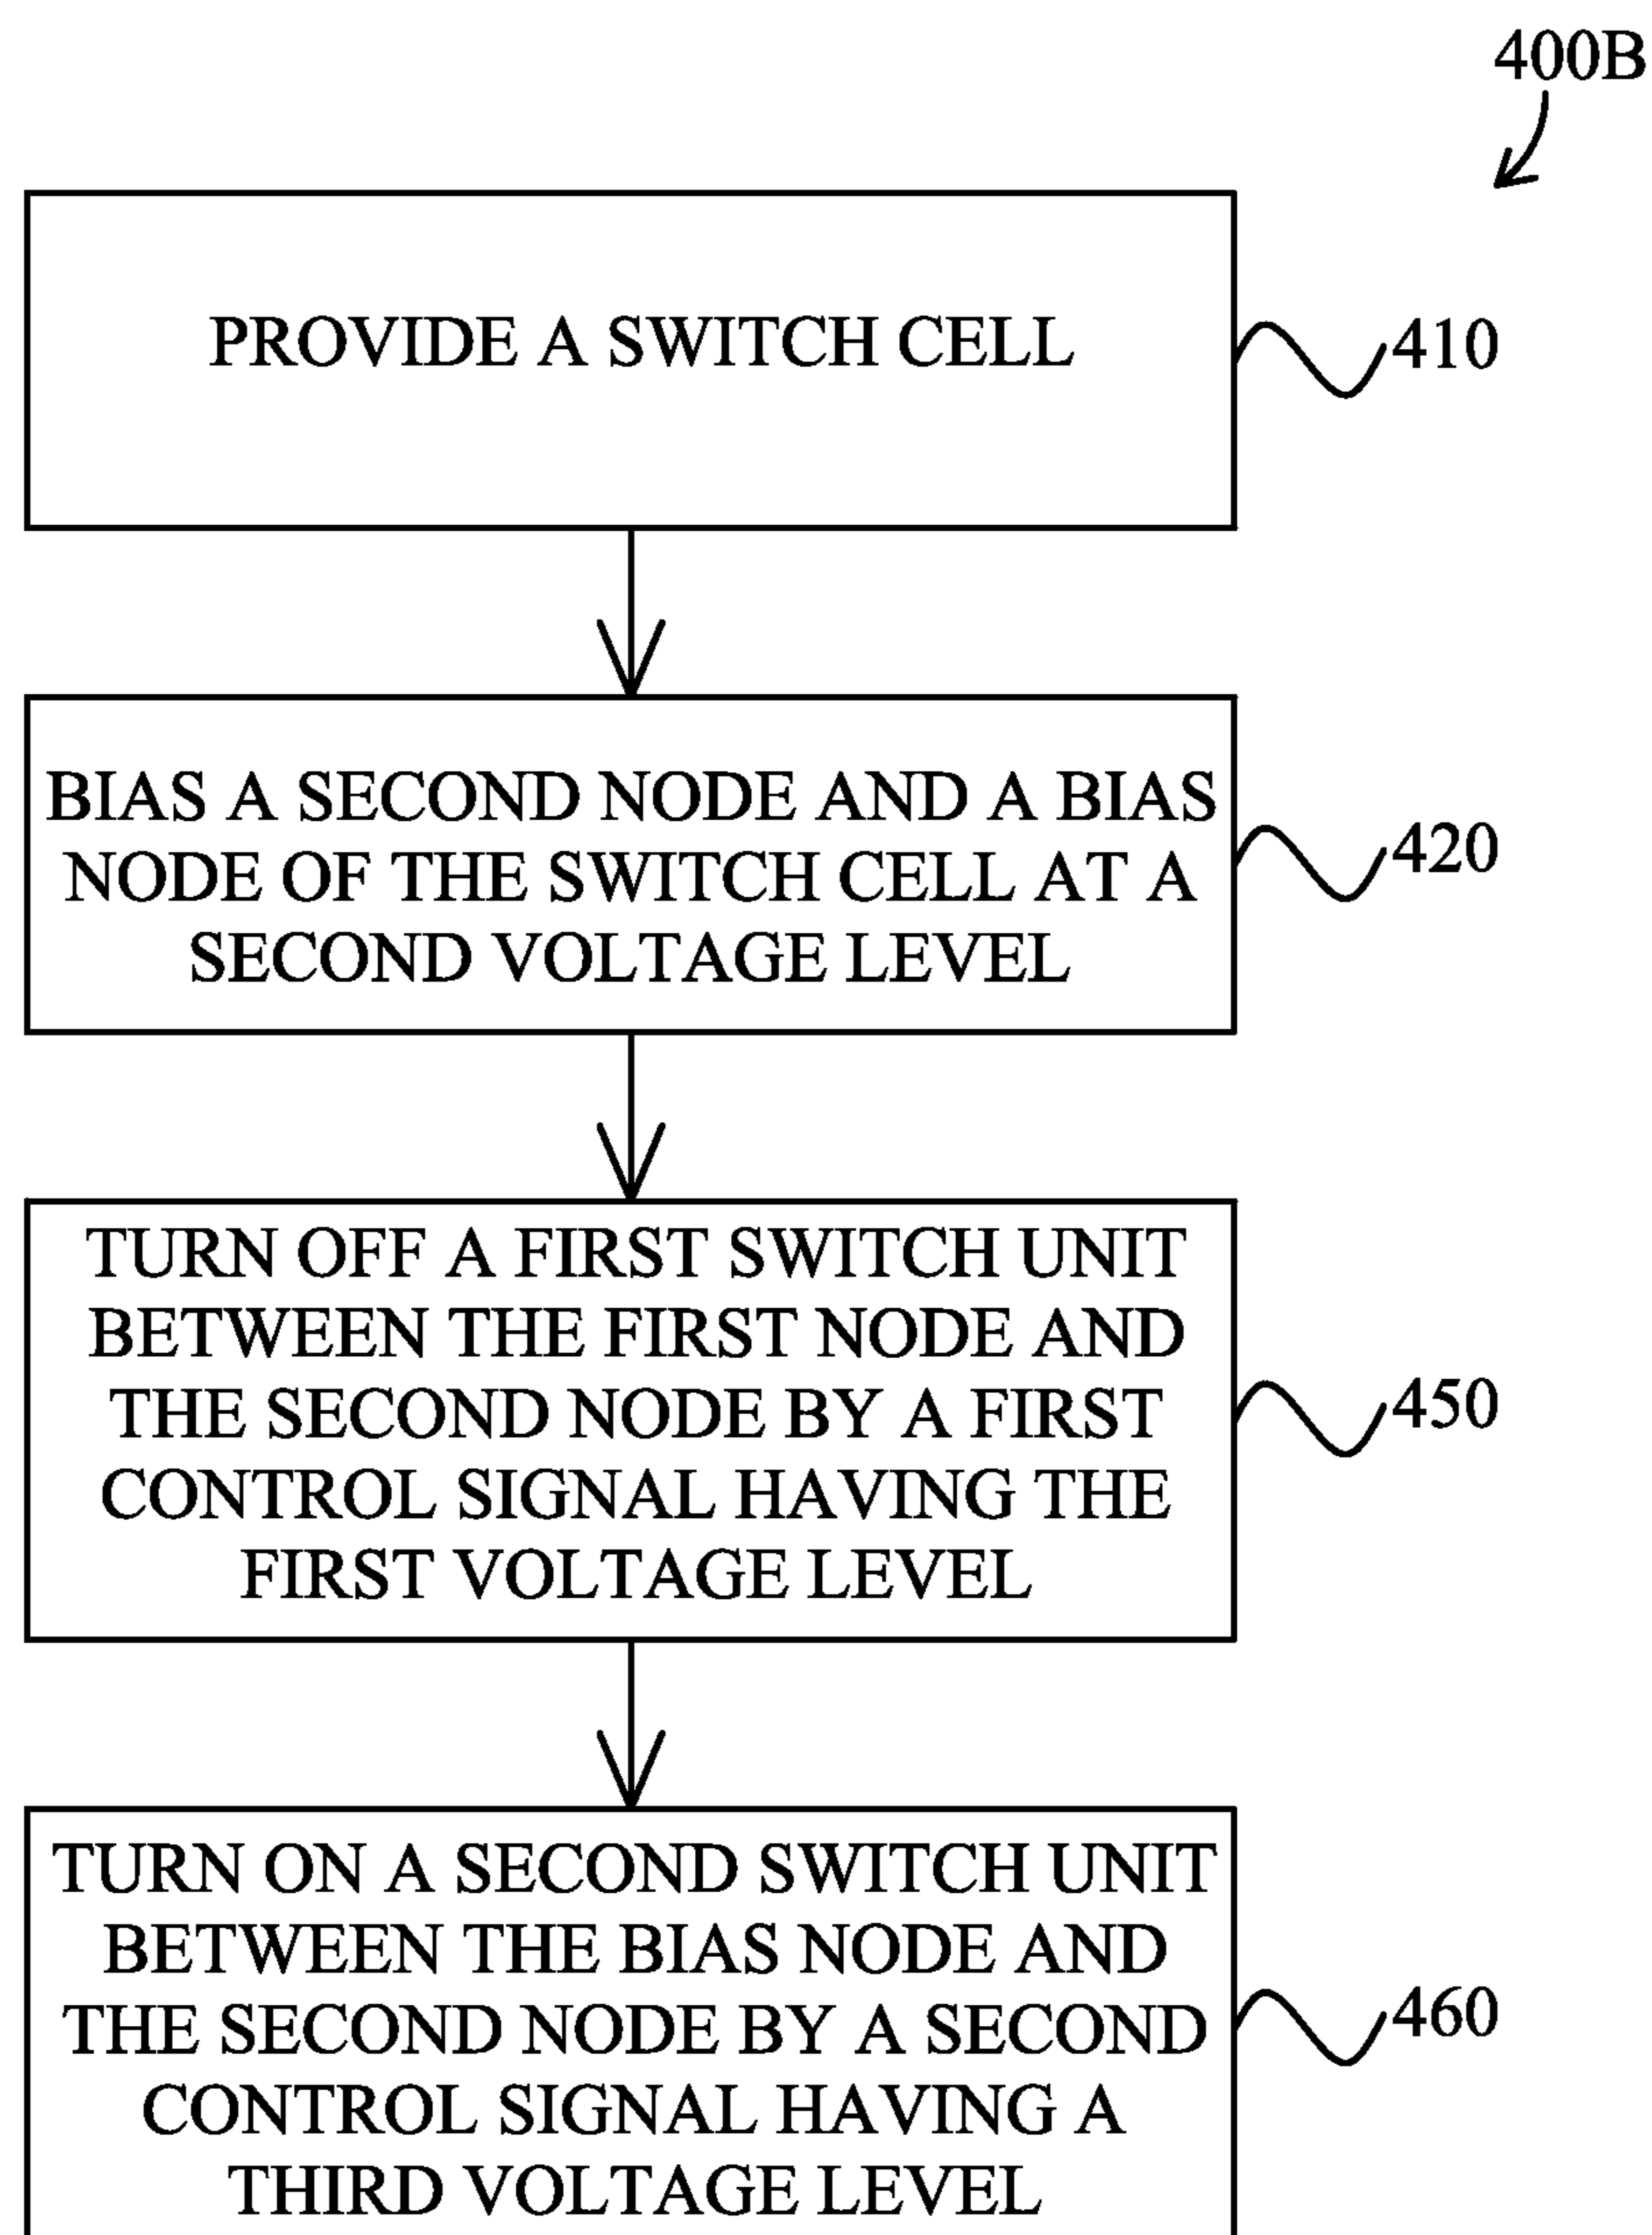 400B
PROVIDE A SWITCH CELL
410
BIAS A SECOND NODE AND A BIAS
NODE OF THE SWITCH CELL AT A
SECOND VOLTAGE LEVEL
420
TURN OFF A FIRST SWITCH UNIT
BETWEEN THE FIRST NODE AND
THE SECOND NODE BY A FIRST
CONTROL SIGNAL HAVING THE
FIRST VOLTAGE LEVEL
450
TURN ON A SECOND SWITCH UNIT
BETWEEN THE BIAS NODE AND
THE SECOND NODE BY A SECOND
CONTROL SIGNAL HAVING A
THIRD VOLTAGE LEVEL
460